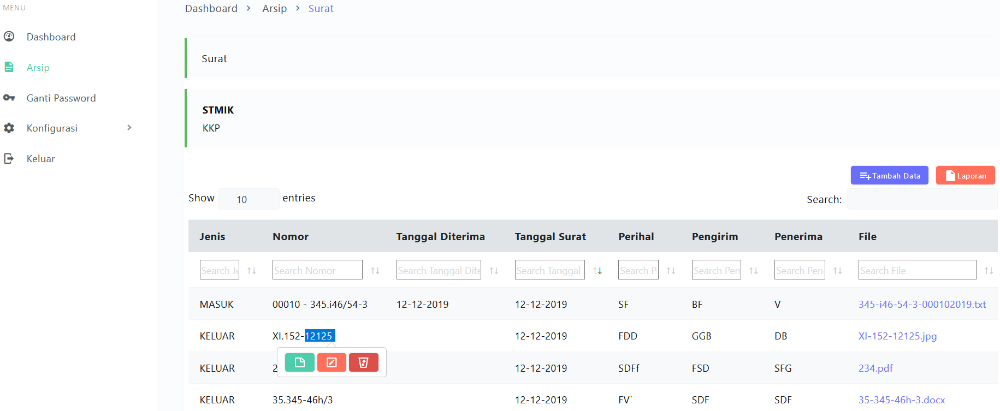 MENU
Dashboard
Arsip
Ganti Password
Konfigurasi
Keluar
Dashboard > Arsip > Surat
Surat
STMIK
KKP
Tambah Data Laporan
Show 10 entries Search:
Jenis Nomor Tanggal Diterima Tanggal Surat Perihal Pengirim Penerima File
Search Je Search Nomor Search Tanggal Dite Search Tanggal Search P Search Pen Search Pen Search File
MASUK 00010 - 345.i46/54-3 12-12-2019 12-12-2019 SF BF V 345-i46-54-3-000102019.txt
KELUAR XI.152-12125 12-12-2019 FDD GGB DB XI-152-12125.jpg
KELUAR 2 12-12-2019 SDFf FSD SFG 234.pdf
KELUAR 35.345-46h/3 12-12-2019 FV` SDF SDF 35-345-46h-3.docx